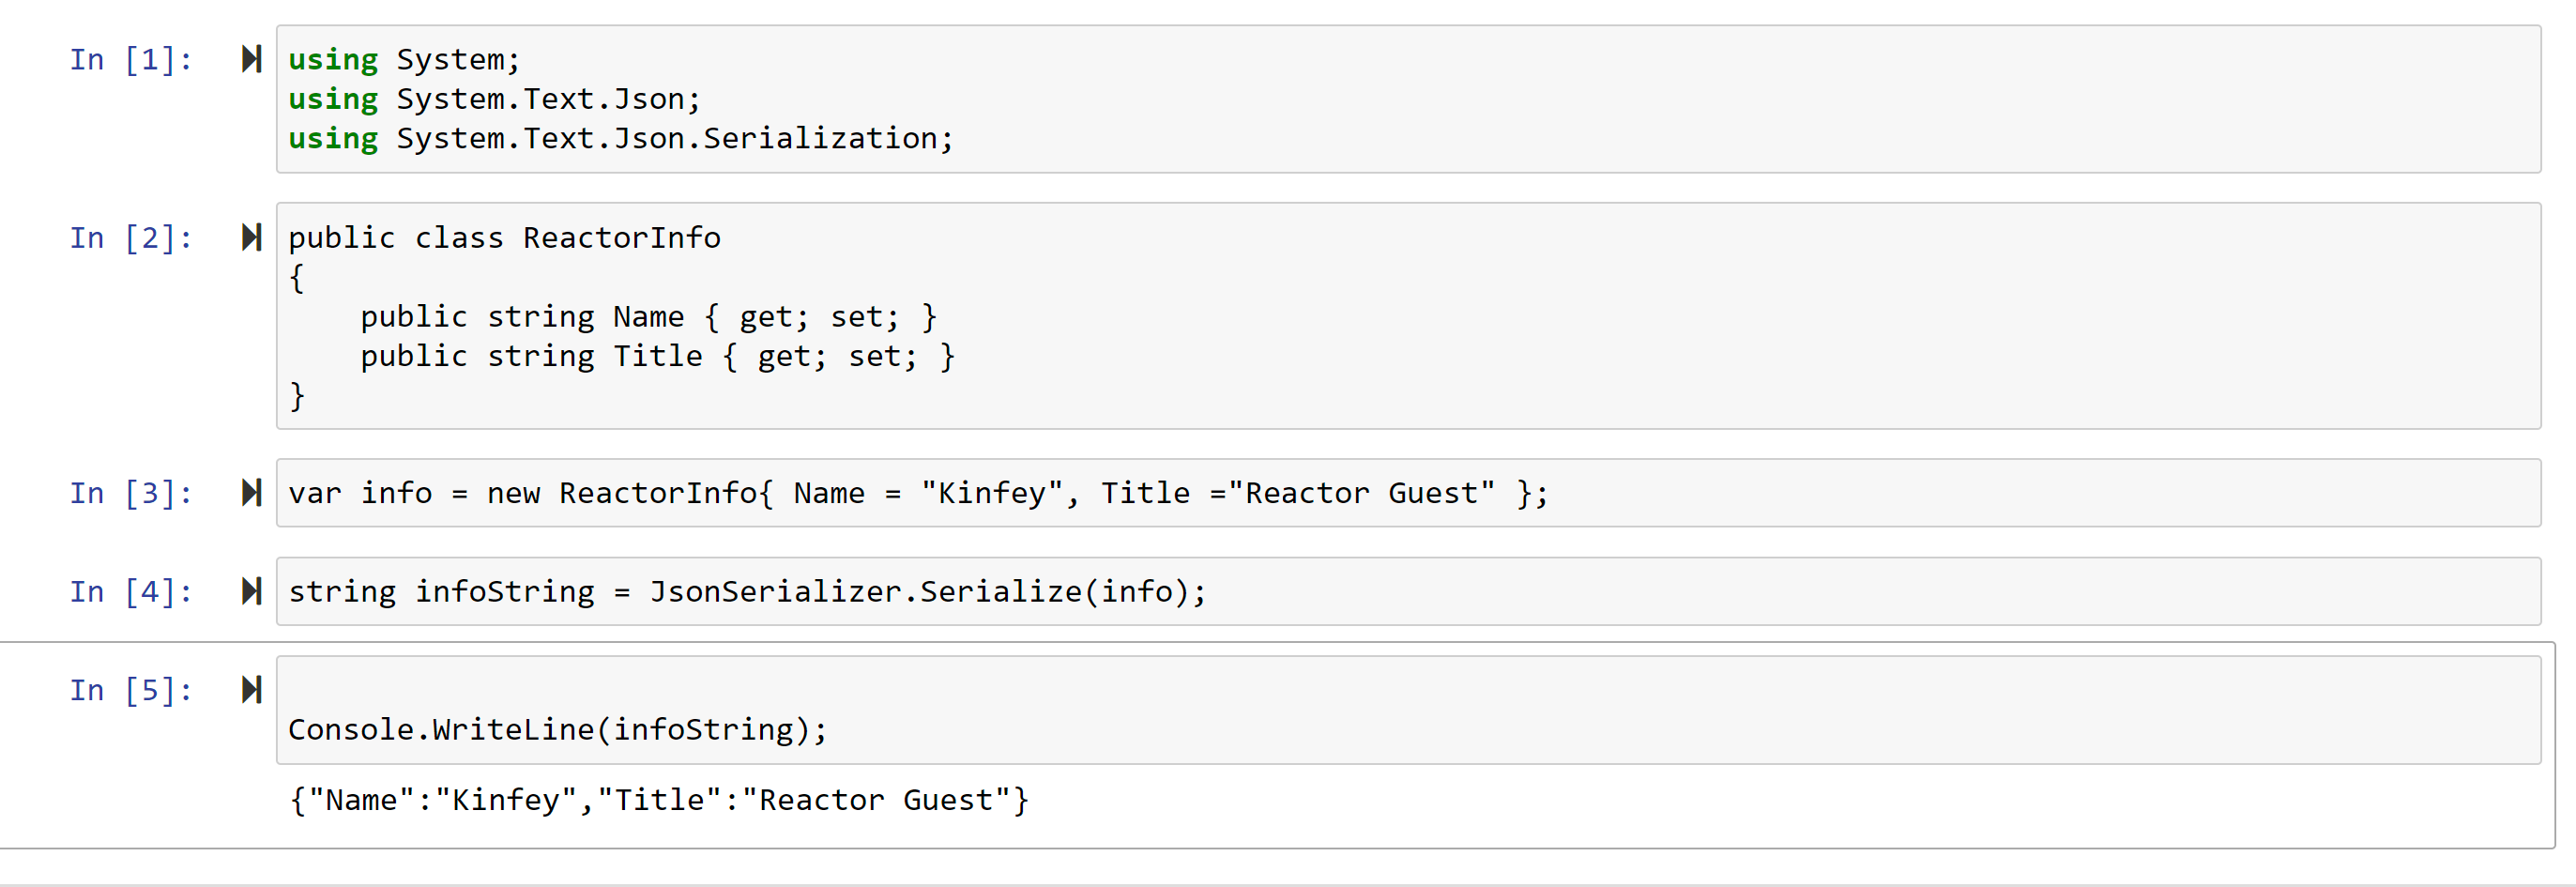 In [1]:
using System;
using System.Text.Json;
using System.Text.Json.Serialization;
In [2]:
public class ReactorInfo
{
    public string Name { get; set; }
    public string Title { get; set; }
}
In [3]:
var info = new ReactorInfo{ Name = "Kinfey", Title ="Reactor Guest" };
In [4]:
string infoString = JsonSerializer.Serialize(info);
In [5]:
Console.WriteLine(infoString);
{"Name":"Kinfey","Title":"Reactor Guest"}